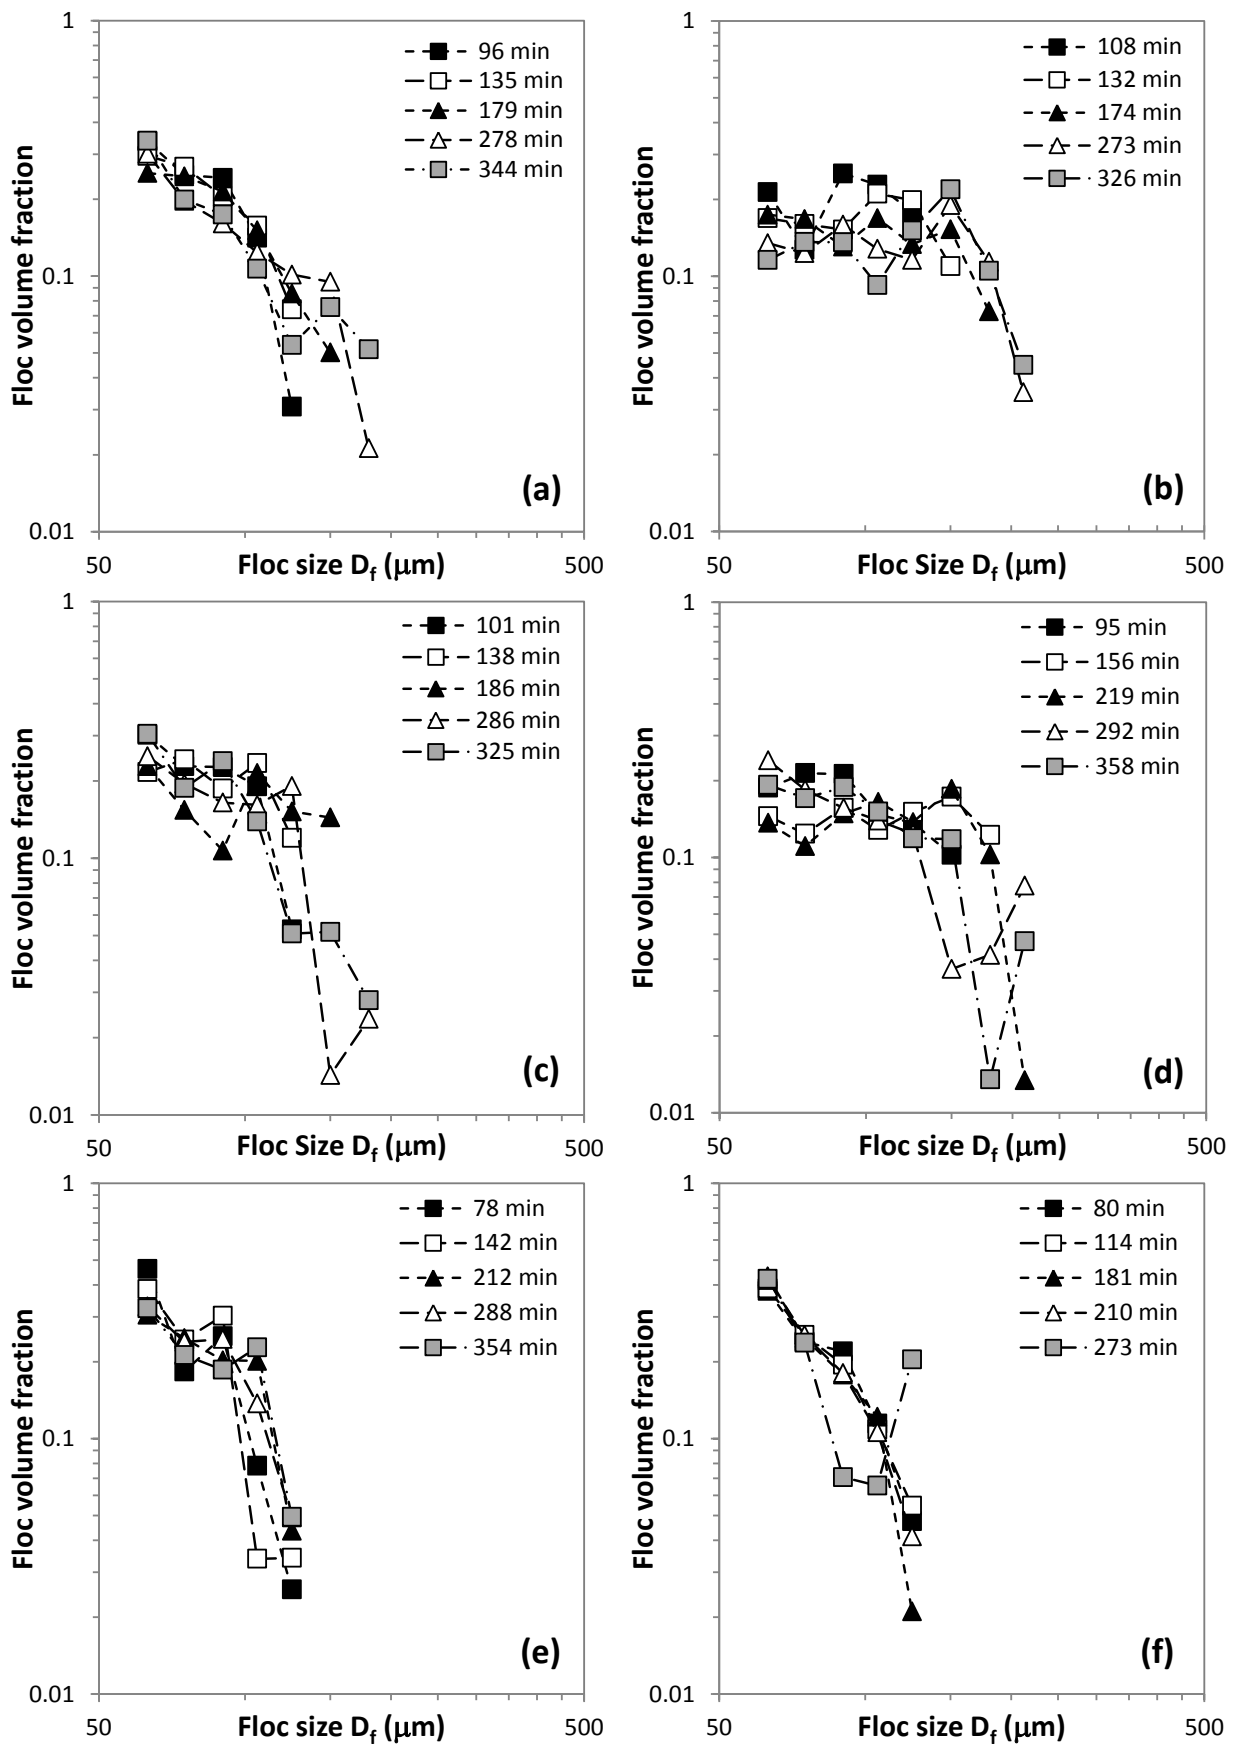 1
0.1
0.01
Floc volume fraction
96 min
135 min
179 min
278 min
344 min
(a)
50
Floc size Df (μm)
500
1
0.1
0.01
Floc volume fraction
108 min
132 min
174 min
273 min
326 min
(b)
50
Floc Size Df (μm)
500
1
0.1
0.01
Floc volume fraction
101 min
138 min
186 min
286 min
325 min
(c)
50
Floc Size Df (μm)
500
1
0.1
0.01
Floc volume fraction
95 min
156 min
219 min
292 min
358 min
(d)
50
Floc size Df (μm)
500
1
0.1
0.01
Floc volume fraction
78 min
142 min
212 min
288 min
354 min
(e)
50
Floc size Df (μm)
500
1
0.1
0.01
Floc volume fraction
80 min
114 min
181 min
210 min
273 min
(f)
50
Floc size Df (μm)
500